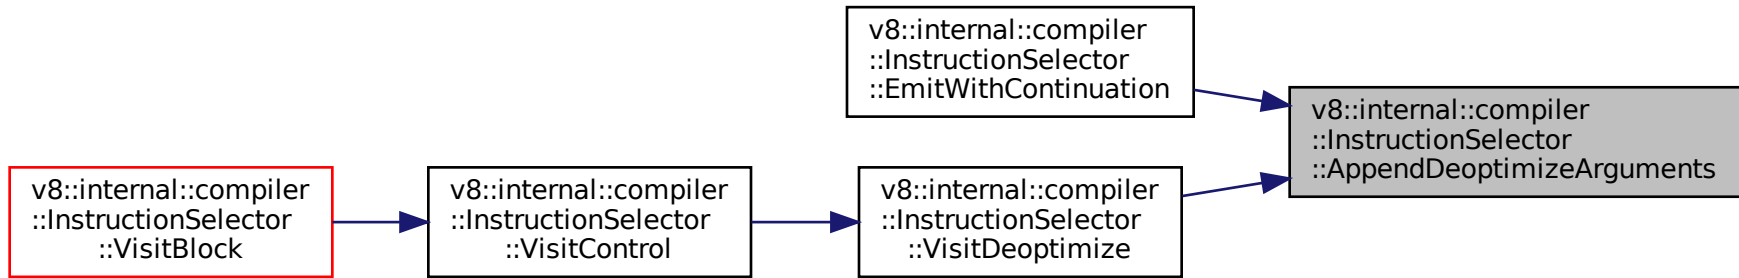 v8::internal::compiler
::InstructionSelector
::EmitWithContinuation
v8::internal::compiler
::InstructionSelector
::AppendDeoptimizeArguments
v8::internal::compiler
::InstructionSelector
::VisitBlock
v8::internal::compiler
::InstructionSelector
::VisitControl
v8::internal::compiler
::InstructionSelector
::VisitDeoptimize